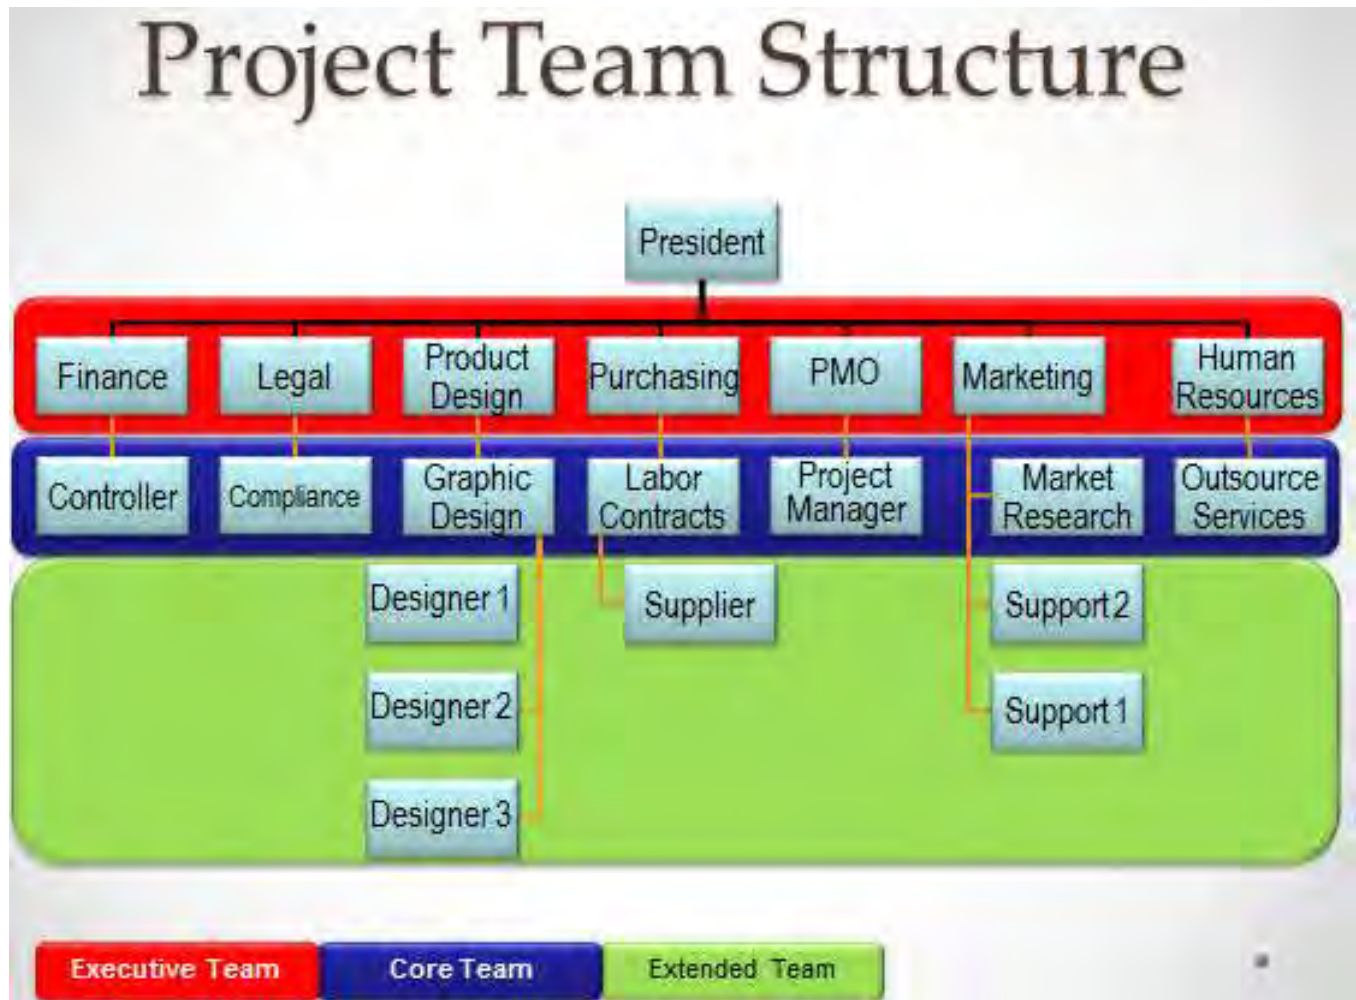 Project Team Structure
President
Finance
Legal
Product
Design
Purchasing
PMO
Marketing
Human
Resources
Controller
Compliance
Graphic
Design
Labor
Contracts
Project
Manager
Market
Research
Outsource
Services
Designer 1
Supplier
Support 2
Designer 2
Support 1
Designer 3
Executive Team
Core Team
Extended Team